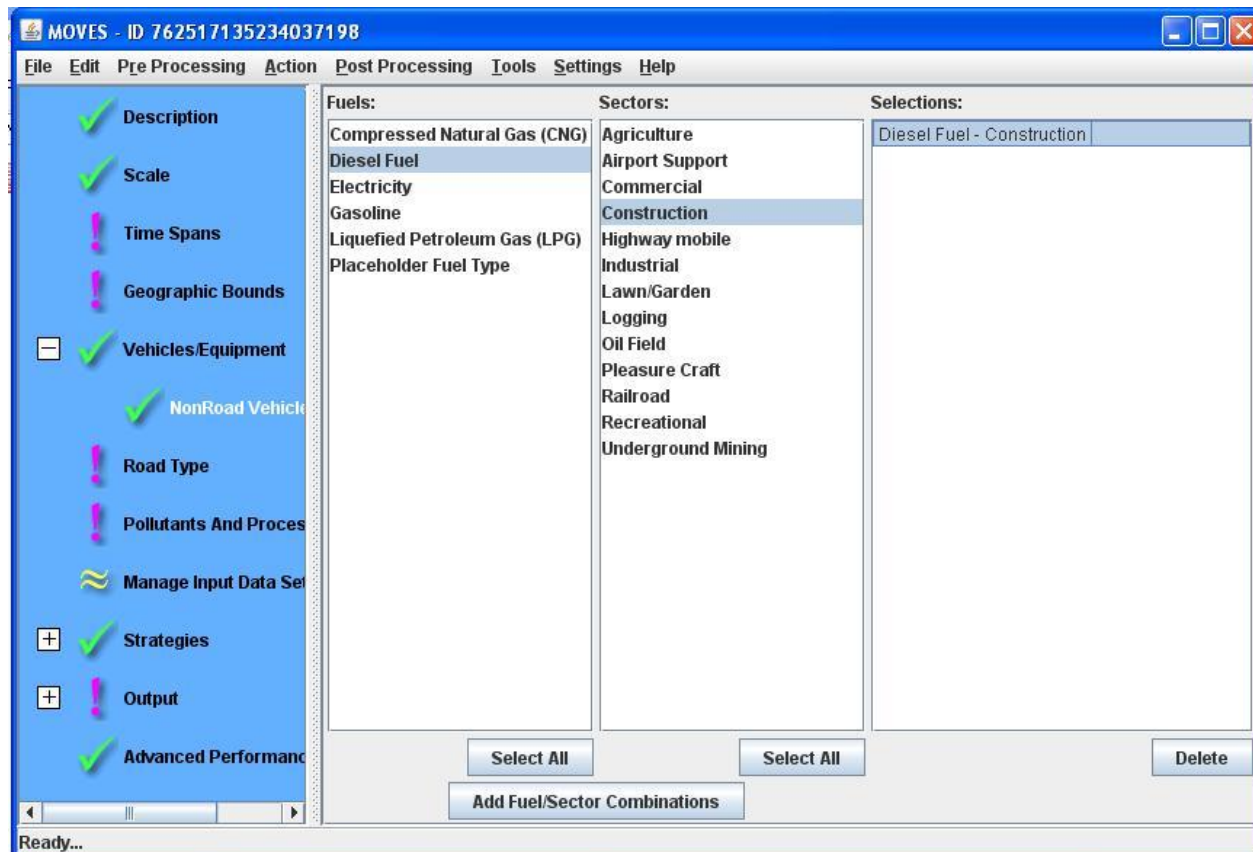 MOVES - ID 762517135234037198
File Edit Pre Processing Action Post Processing Tools Settings Help
Description
Scale
Time Spans
Geographic Bounds
Vehicles/Equipment
NonRoad Vehicle
Road Type
Pollutants And Proces
Manage Input Data Set
Strategies
Output
Advanced Performanc
Fuels:
Compressed Natural Gas (CNG)
Diesel Fuel
Electricity
Gasoline
Liquefied Petroleum Gas (LPG)
Placeholder Fuel Type
Select All
Sectors:
Agriculture
Airport Support
Commercial
Construction
Highway mobile
Industrial
Lawn/Garden
Logging
Oil Field
Pleasure Craft
Railroad
Recreational
Underground Mining
Select All
Selections:
Diesel Fuel - Construction
Delete
Add Fuel/Sector Combinations
Ready...